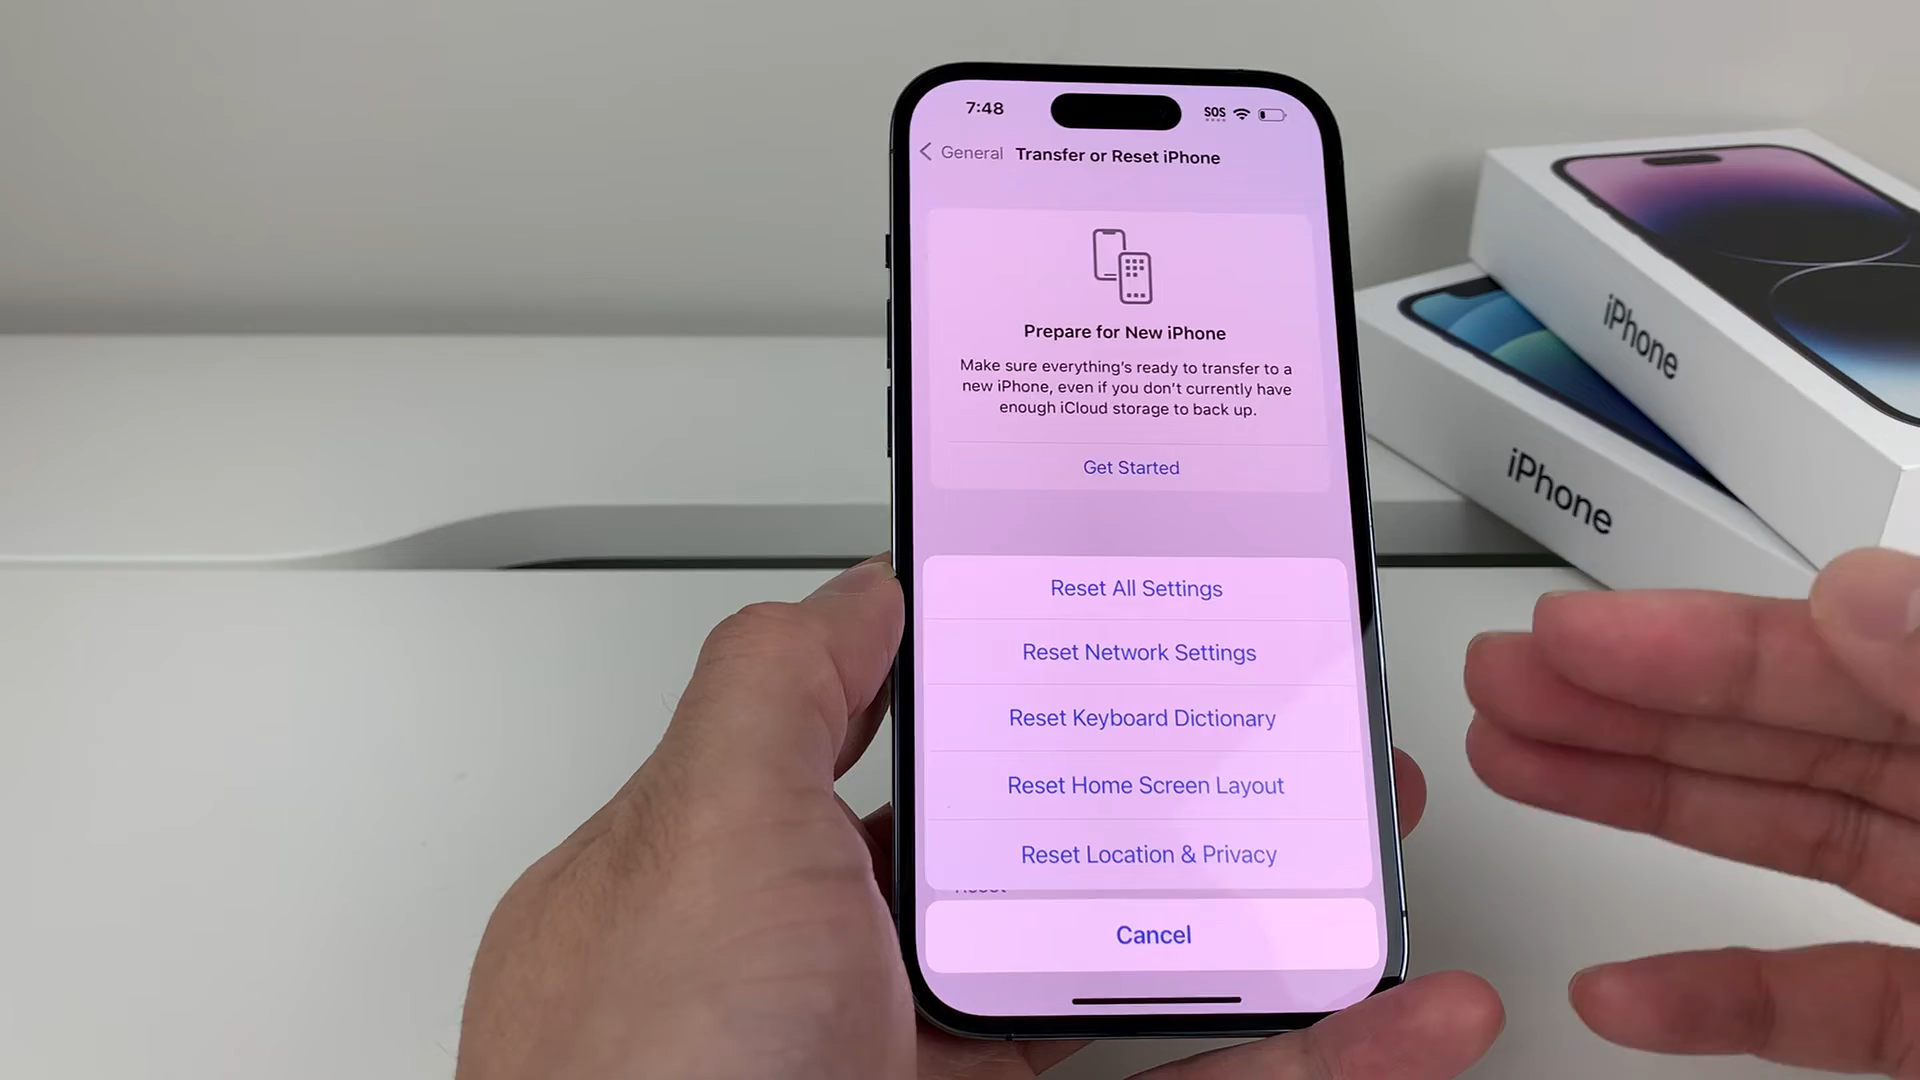 7:48
SOS
General
Transfer or Reset iPhone
Prepare for New iPhone
Make sure everything's ready to transfer to a
new iPhone, even if you don't currently have
enough iCloud storage to back up.
Get Started
Reset All Settings
Reset Network Settings
Reset Keyboard Dictionary
Reset Home Screen Layout
Reset Location & Privacy
Reset
Cancel
iPhone
iPhone